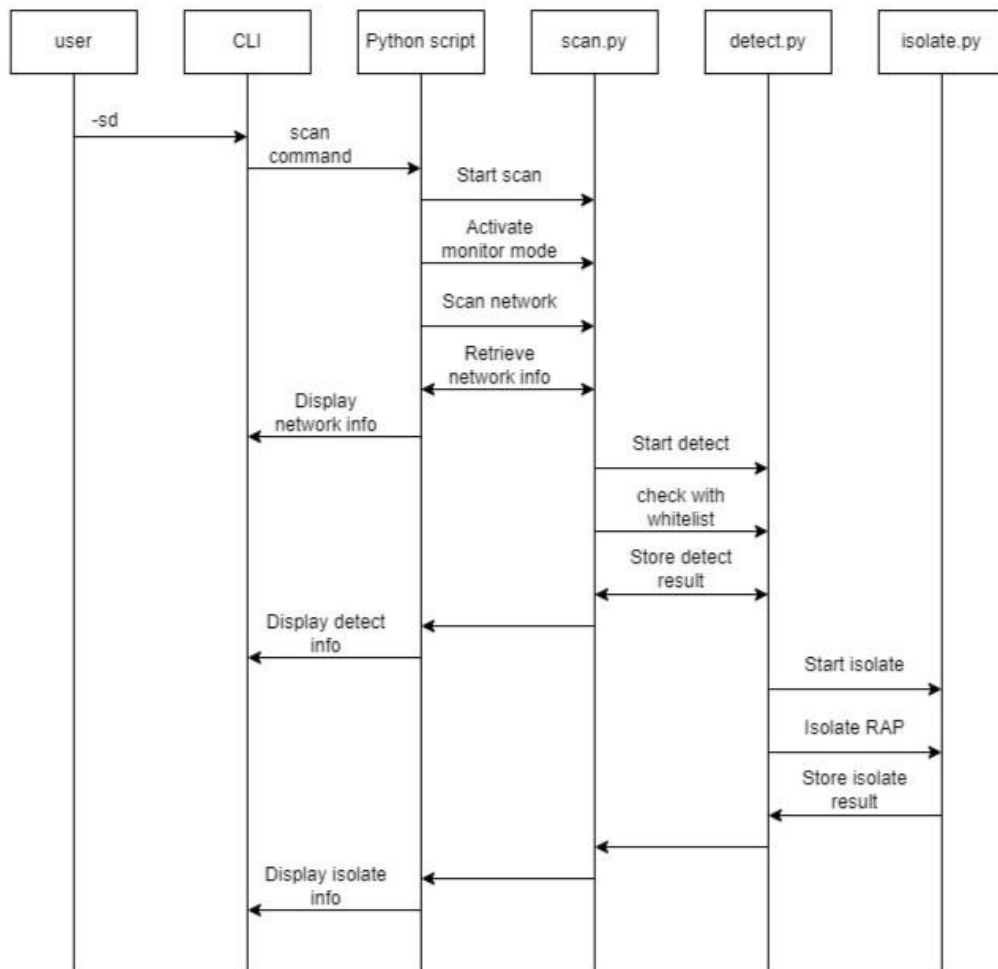 user
CLI
Python script
scan.py
detect.py
isolate.py
-sd
scan
command
Start scan
Activate
monitor mode
Scan network
Retrieve
network info
Display
network info
Start detect
check with
whitelist
Store detect
result
Display detect
info
Start isolate
Isolate RAP
Store isolate
result
Display isolate
info